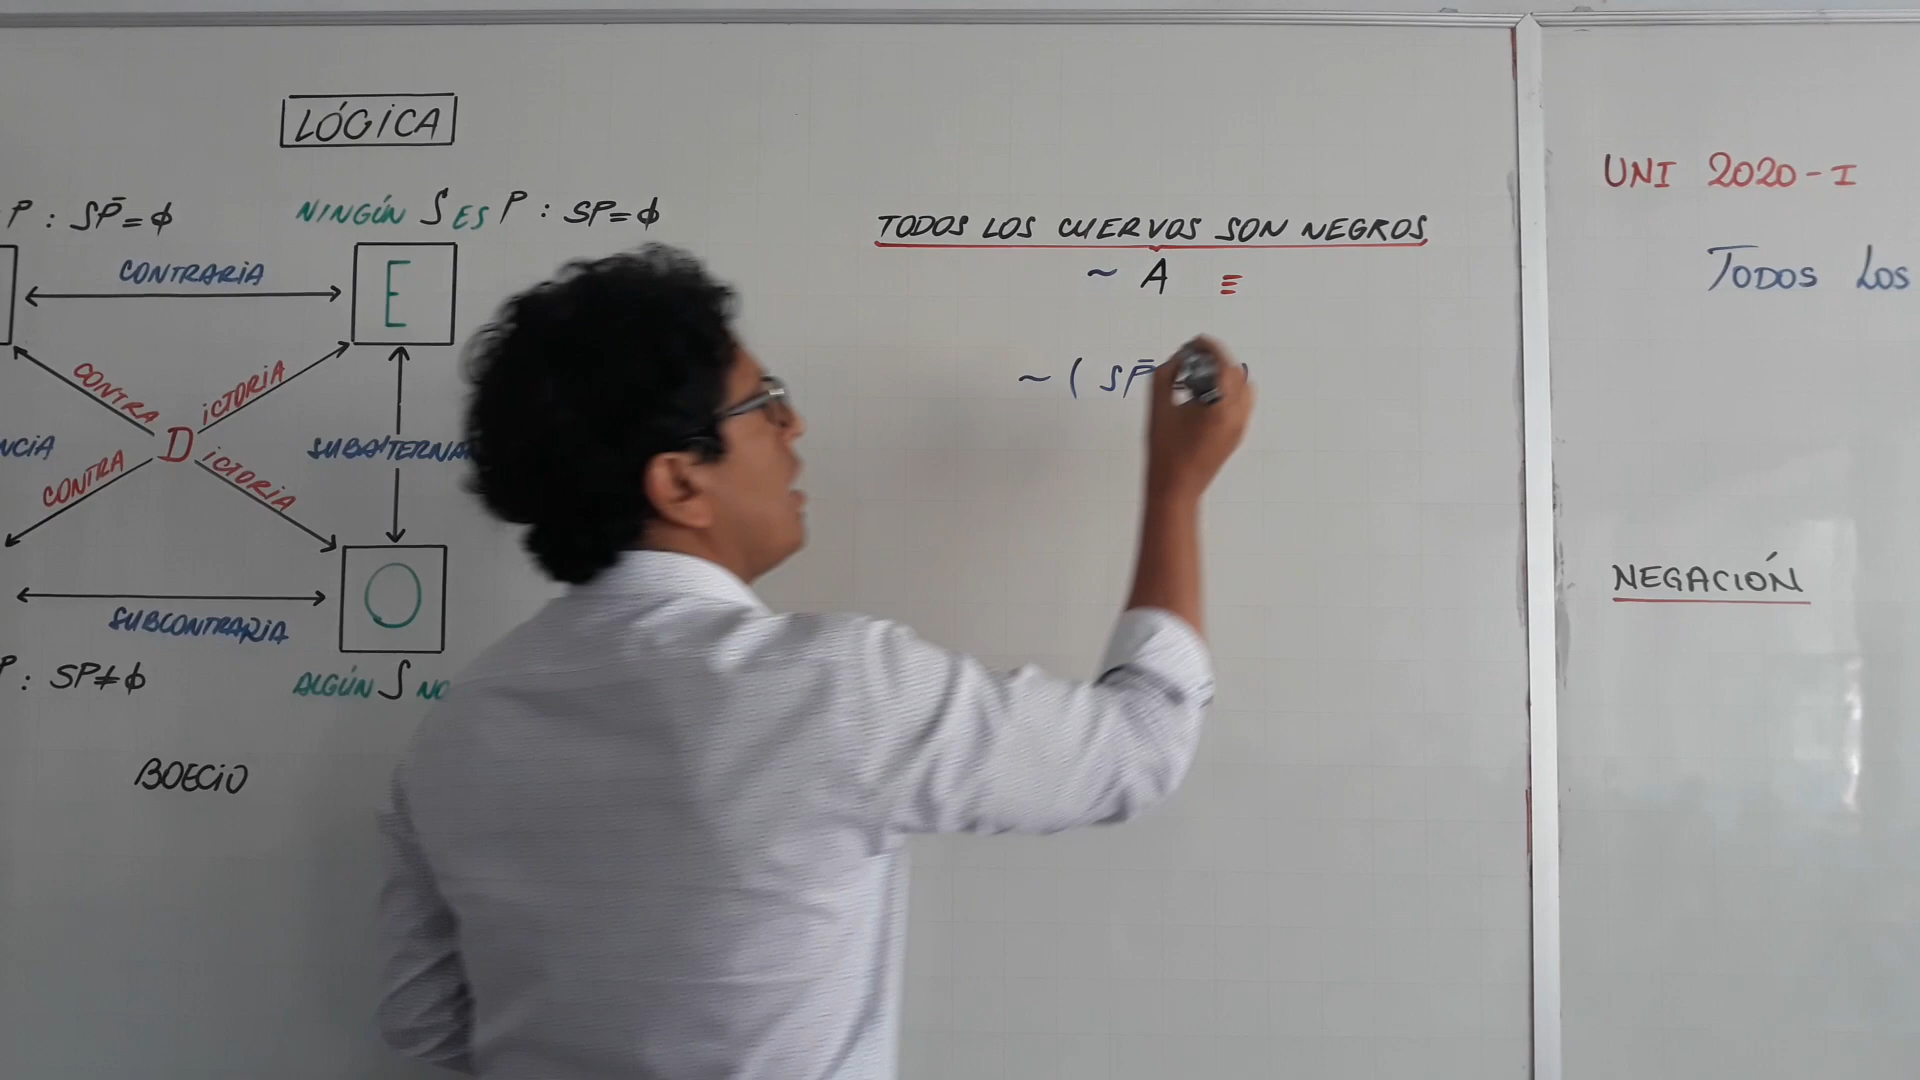 LÓGICA
P : SP̄=ϕ
NINGÚN S ES P : SP=ϕ
CONTRARIA
E
CONTRA
ICTORIA
D
CONTRA
ICTORIA
NCIA
SUBALTERNA
O
SUBCONTRARIA
P : SP≠ϕ
ALGÚN S NO
BOECIO
TODOS LOS CUERVOS SON NEGROS
~ A ≡
~ ( SP̄ )
UNI 2020-I
TODOS LOS
NEGACIÓN